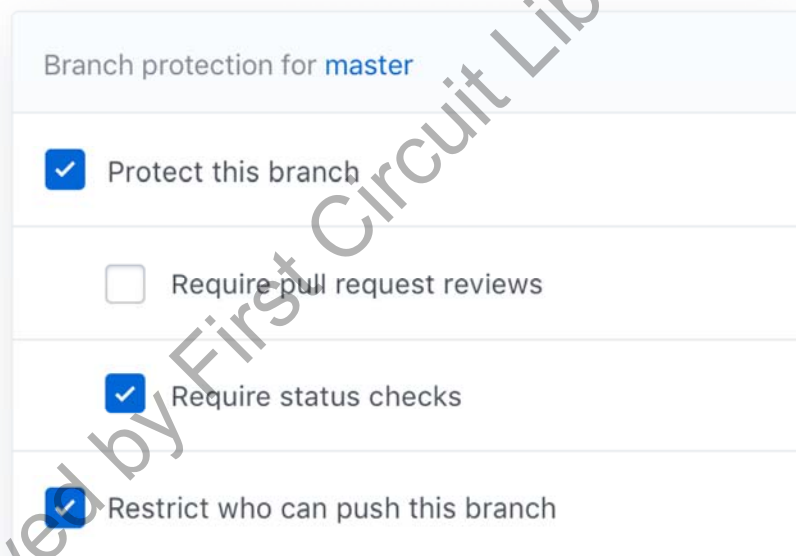 Branch protection for master
Protect this branch
Require pull request reviews
Require status checks
Restrict who can push this branch
by First Circuit